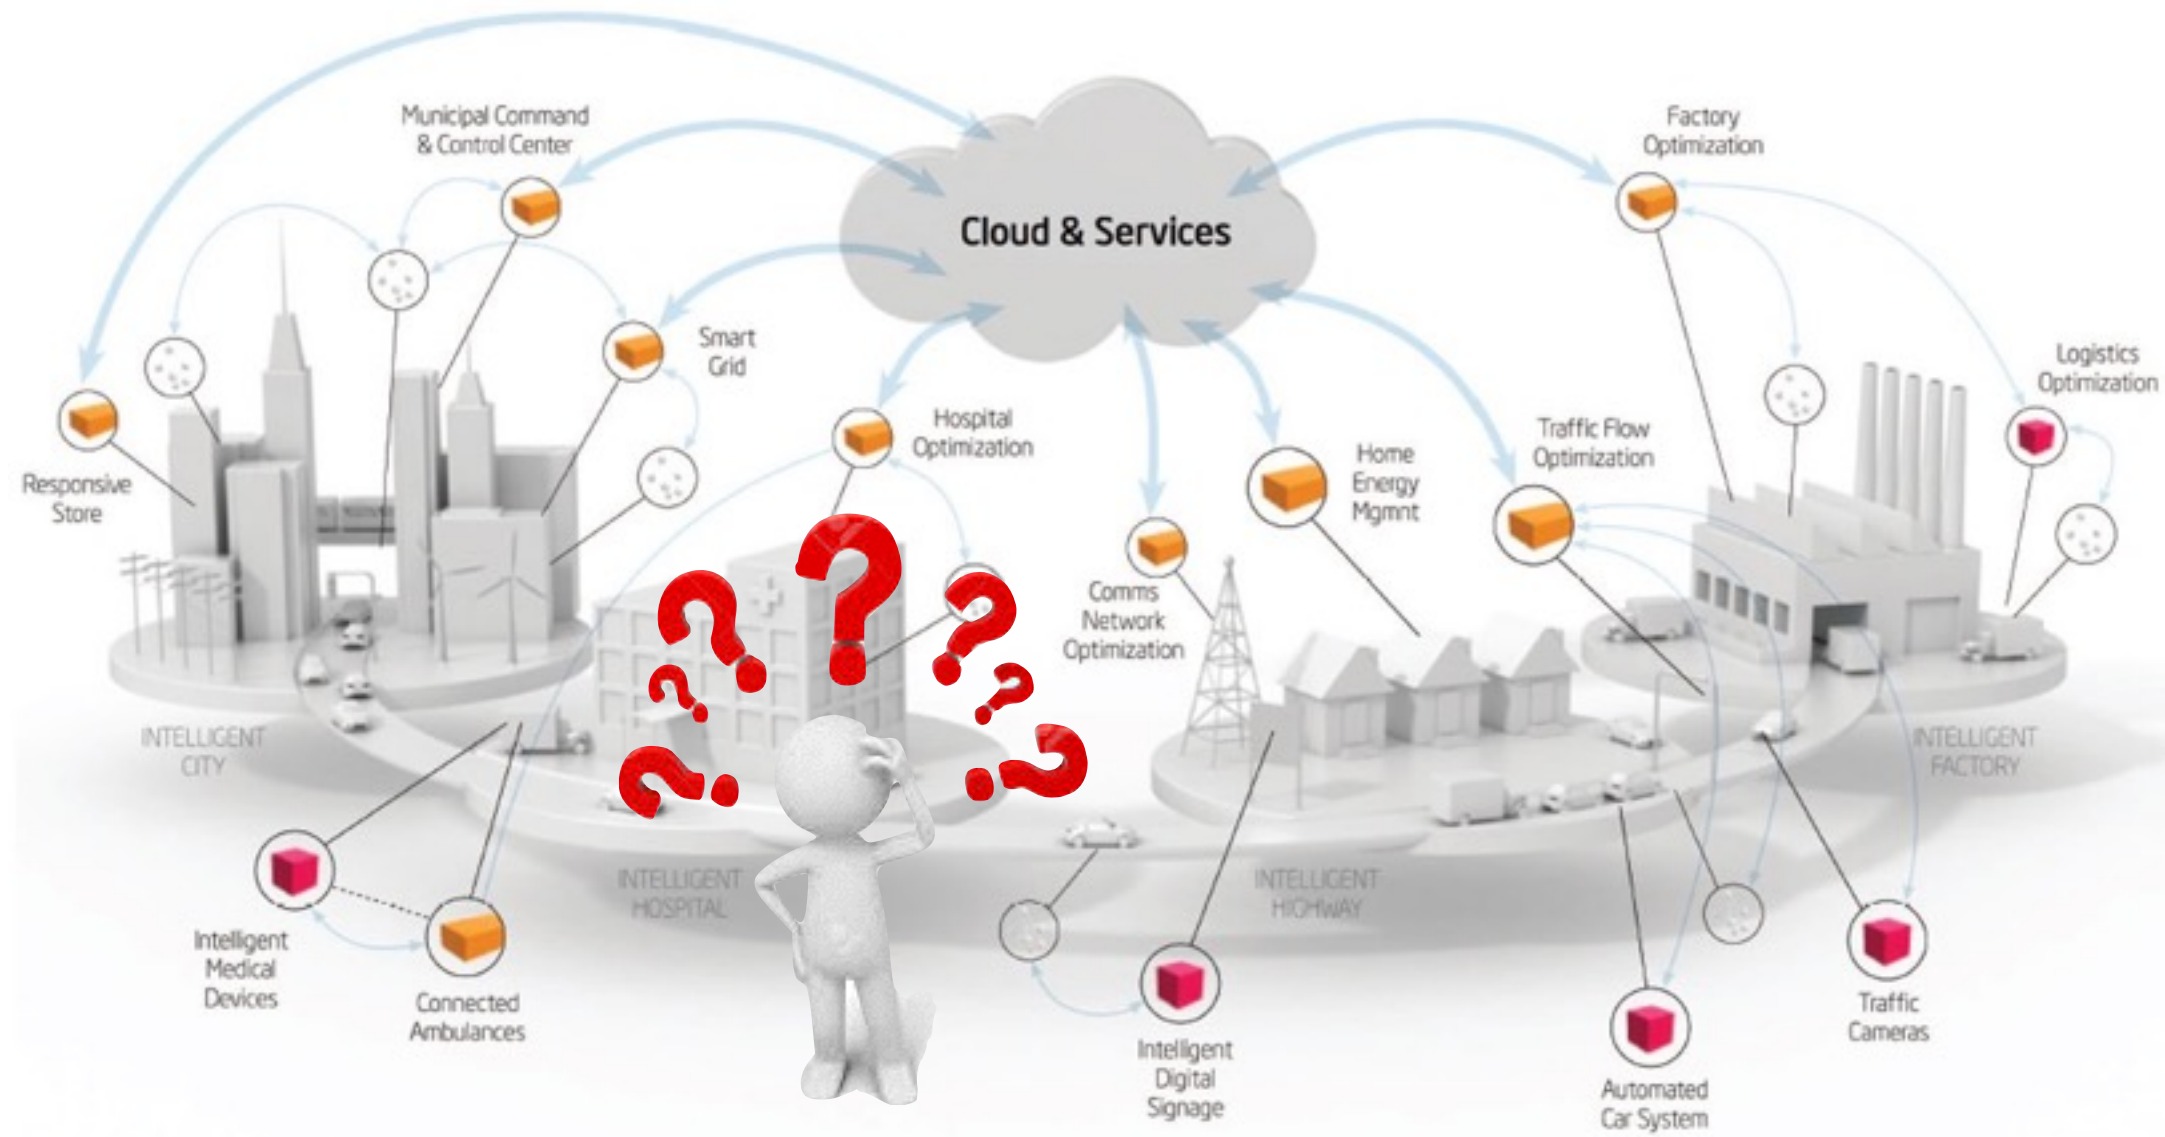 Municipal Command
& Control Center
Factory
Optimization
Cloud & Services
Smart
Grid
Logistics
Optimization
Hospital
Optimization
Traffic Flow
Optimization
Home
Energy
Mgmnt
Responsive
Store
Comms
Network
Optimization
INTELLIGENT
CITY
INTELLIGENT
FACTORY
INTELLIGENT
HOSPITAL
INTELLIGENT
HIGHWAY
Intelligent
Medical
Devices
Connected
Ambulances
Traffic
Cameras
Intelligent
Digital
Signage
Automated
Car System
? ? ? ? ? ? ?